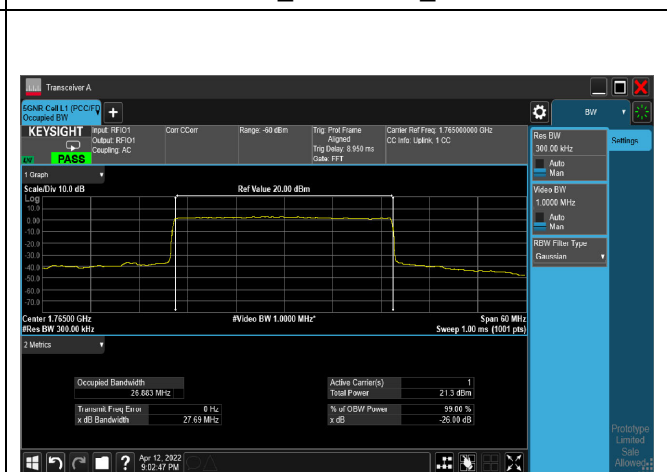 Transceiver A
5GNR Cell L1 (PCC/FD
Occupied BW
BW
KEYSIGHT
Input: RFIO1
Output: RFIO1
Coupling: AC
Corr CCorr
Range: -60 dBm
Trig: Prof Frame
Aligned
Trig Delay: 8.950 ms
Gate: FFT
Carrier Ref Freq: 1.765000000 GHz
CC Info: Uplink, 1 CC
PASS
Res BW
300.00 kHz
Auto
Man
Settings
1 Graph
Scale/Div 10.0 dB
Ref Value 20.00 dBm
Log
10.0
0.00
-10.0
-20.0
-30.0
-40.0
-50.0
-60.0
-70.0
Video BW
1.0000 MHz
Auto
Man
RBW Filter Type
Gaussian
Center 1.76500 GHz
#Res BW 300.00 kHz
#Video BW 1.0000 MHz*
Span 60 MHz
Sweep 1.00 ms (1001 pts)
2 Metrics
Occupied Bandwidth
26.883 MHz
Active Carrier(s) 1
Total Power 21.3 dBm
Transmit Freq Error 0 Hz
x dB Bandwidth 27.69 MHz
% of OBW Power 99.00 %
x dB -26.00 dB
Prototype
Limited
Sale
Allowed
?
Apr 12, 2022
9:02:47 PM